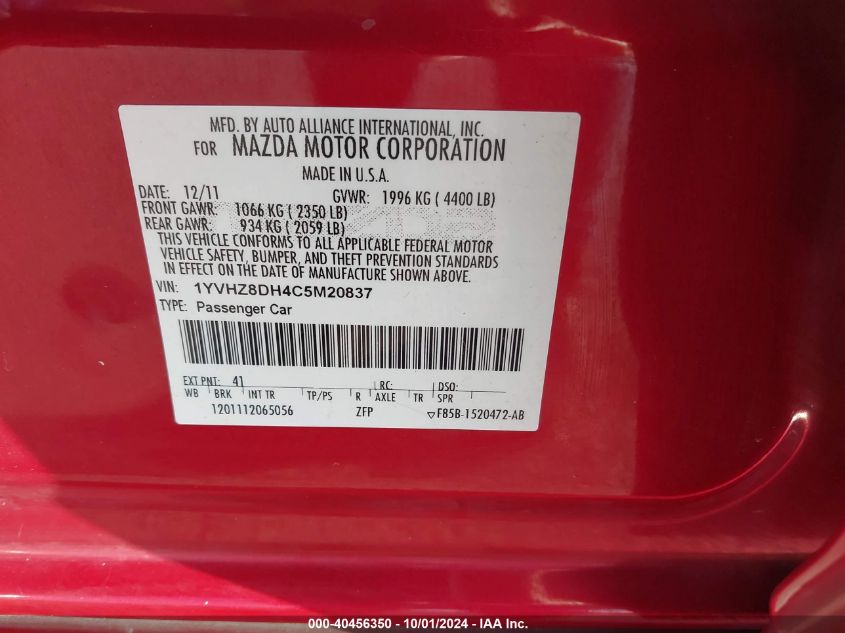 MFD. BY AUTO ALLIANCE INTERNATIONAL, INC.
FOR MAZDA MOTOR CORPORATION
MADE IN U.S.A.
DATE: 12/11 GVWR: 1996 KG ( 4400 LB)
FRONT GAWR: 1066 KG ( 2350 LB)
REAR GAWR: 934 KG ( 2059 LB)
THIS VEHICLE CONFORMS TO ALL APPLICABLE FEDERAL MOTOR
VEHICLE SAFETY, BUMPER, AND THEFT PREVENTION STANDARDS
IN EFFECT ON THE DATE OF MANUFACTURE SHOWN ABOVE.
VIN: 1YVHZ8DH4C5M20837
TYPE: Passenger Car
EXT PNT: 41 RC: DSO:
WB BRK INT TR TP/PS R AXLE TR SPR
1201112065056 ZFP F85B-1520472-AB
000-40456350 - 10/01/2024 - IAA Inc.